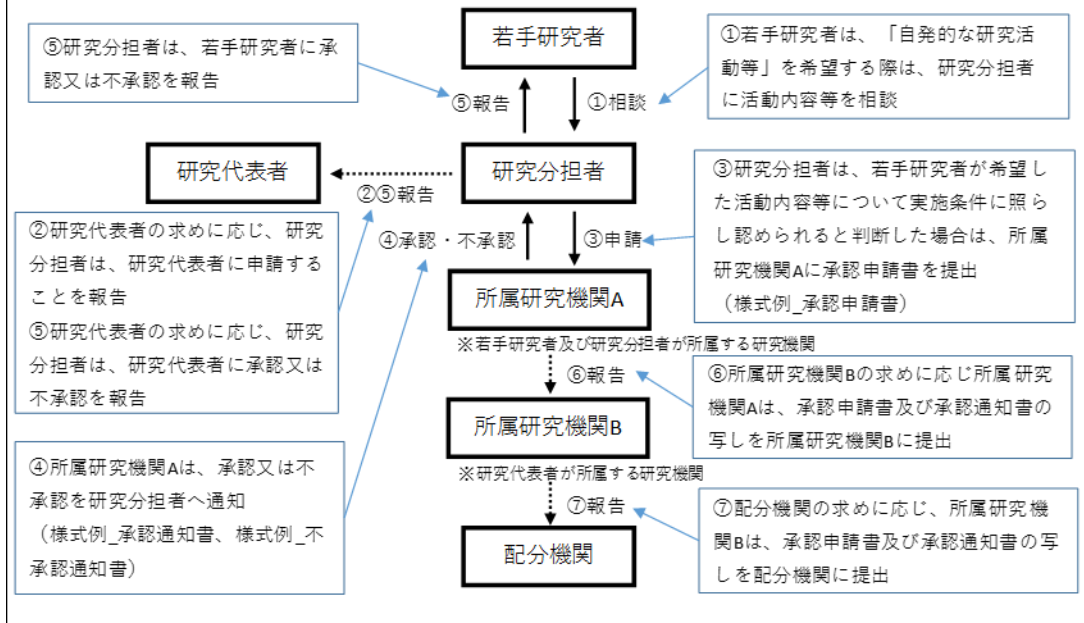 若手研究者
⑤研究分担者は、若手研究者に承
認又は不承認を報告
①若手研究者は、「自発的な研究活
動等」を希望する際は、研究分担者
に活動内容等を相談
⑤報告
①相談
研究代表者
研究分担者
②⑤報告
②研究代表者の求めに応じ、研究
分担者は、研究代表者に申請する
ことを報告
⑤研究代表者の求めに応じ、研究
分担者は、研究代表者に承認又は
不承認を報告
④承認・不承認
③申請
③研究分担者は、若手研究者が希望し
た活動内容等について実施条件に照ら
し認められると判断した場合は、所属
研究機関Aに承認申請書を提出
（様式例_承認申請書）
所属研究機関A
※若手研究者及び研究分担者が所属する研究機関
⑥報告
⑥所属研究機関Bの求めに応じ所属研究
機関Aは、承認申請書及び承認通知書の
写しを所属研究機関Bに提出
所属研究機関B
※研究代表者が所属する研究機関
④所属研究機関Aは、承認又は不
承認を研究分担者へ通知
（様式例_承認通知書、様式例_不
承認通知書）
⑦報告
⑦配分機関の求めに応じ、所属研究機
関Bは、承認申請書及び承認通知書の写
しを配分機関に提出
配分機関